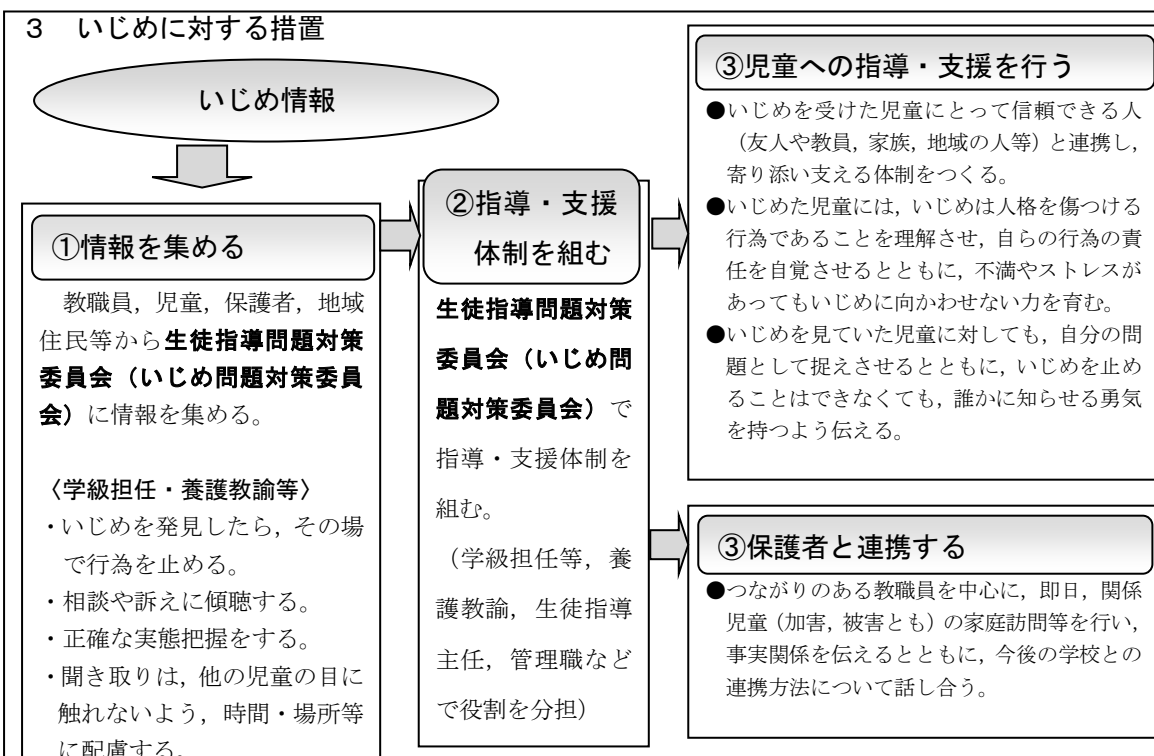 ３　いじめに対する措置
いじめ情報
①情報を集める
教職員，児童，保護者，地域
住民等から生徒指導問題対策
委員会（いじめ問題対策委員
会）に情報を集める。
〈学級担任・養護教諭等〉
・いじめを発見したら，その場
で行為を止める。
・相談や訴えに傾聴する。
・正確な実態把握をする。
・聞き取りは，他の児童の目に
触れないよう，時間・場所等
に配慮する。
②指導・支援
体制を組む
生徒指導問題対策
委員会（いじめ問
題対策委員会）で
指導・支援体制を
組む。
（学級担任等，養
護教諭，生徒指導
主任，管理職など
で役割を分担）
③児童への指導・支援を行う
●いじめを受けた児童にとって信頼できる人
（友人や教員，家族，地域の人等）と連携し，
寄り添い支える体制をつくる。
●いじめた児童には，いじめは人格を傷つける
行為であることを理解させ，自らの行為の責
任を自覚させるとともに，不満やストレスが
あってもいじめに向かわせない力を育む。
●いじめを見ていた児童に対しても，自分の問
題として捉えさせるとともに，いじめを止め
ることはできなくても，誰かに知らせる勇気
を持つよう伝える。
③保護者と連携する
●つながりのある教職員を中心に，即日，関係
児童（加害，被害とも）の家庭訪問等を行い，
事実関係を伝えるとともに，今後の学校との
連携方法について話し合う。